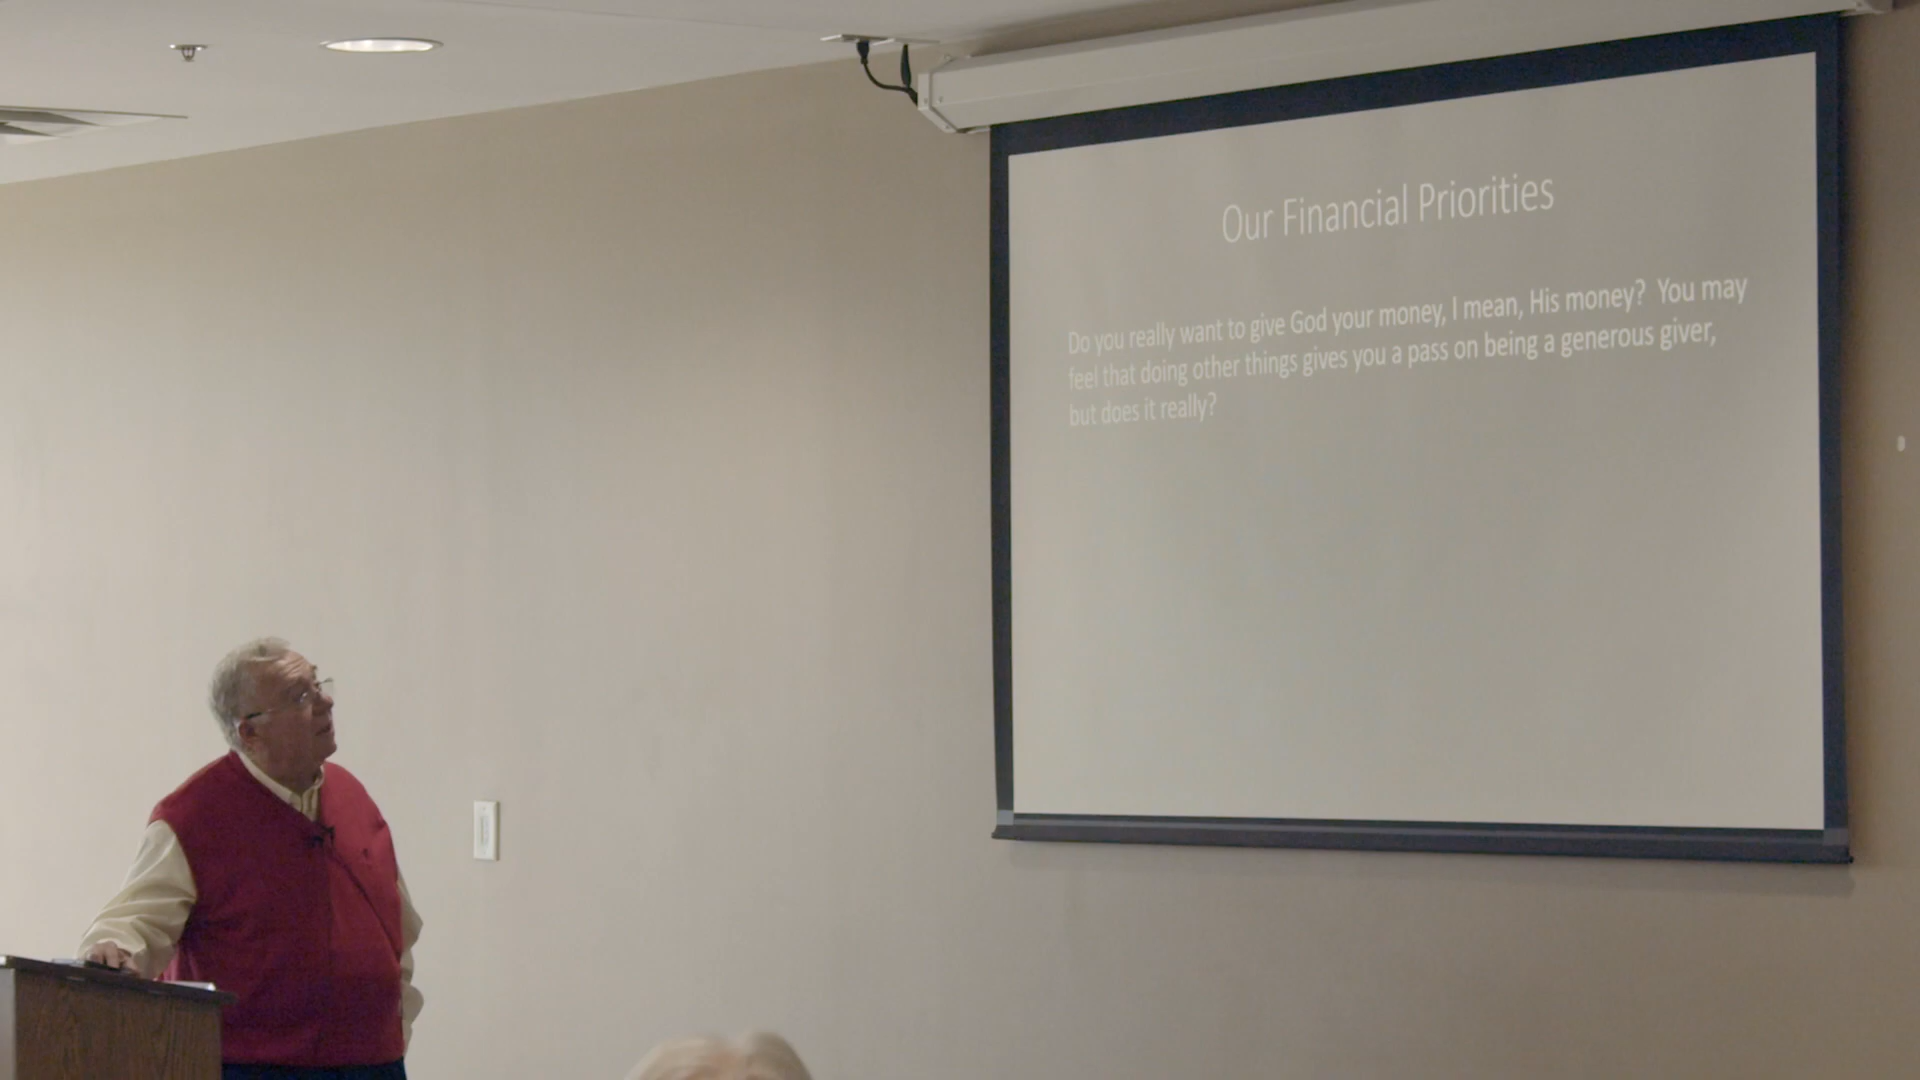 Our Financial Priorities
Do you really want to give God your money, I mean, His money? You may
feel that doing other things gives you a pass on being a generous giver,
but does it really?